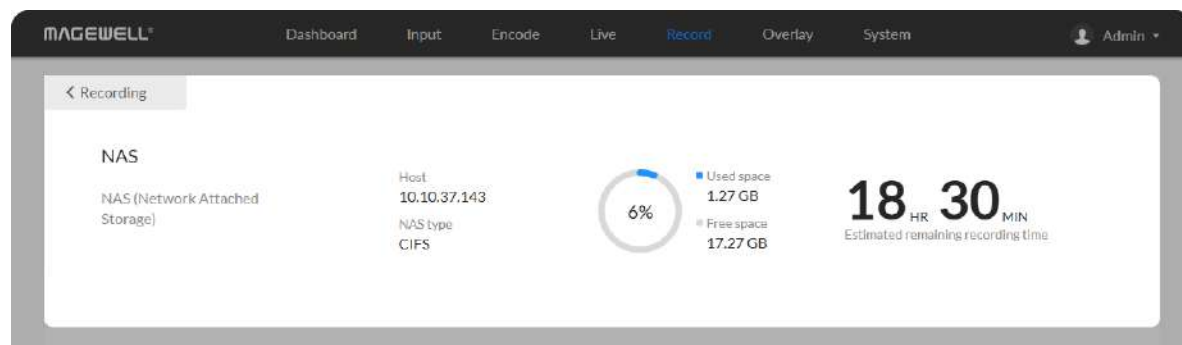 MAGEWELL®
Dashboard Input Encode Live Record Overlay System Admin
Recording
NAS
NAS (Network Attached
Storage)
Host
10.10.37.143
NAS type
CIFS
6%
Used space
1.27 GB
Free space
17.27 GB
18 HR 30 MIN
Estimated remaining recording time